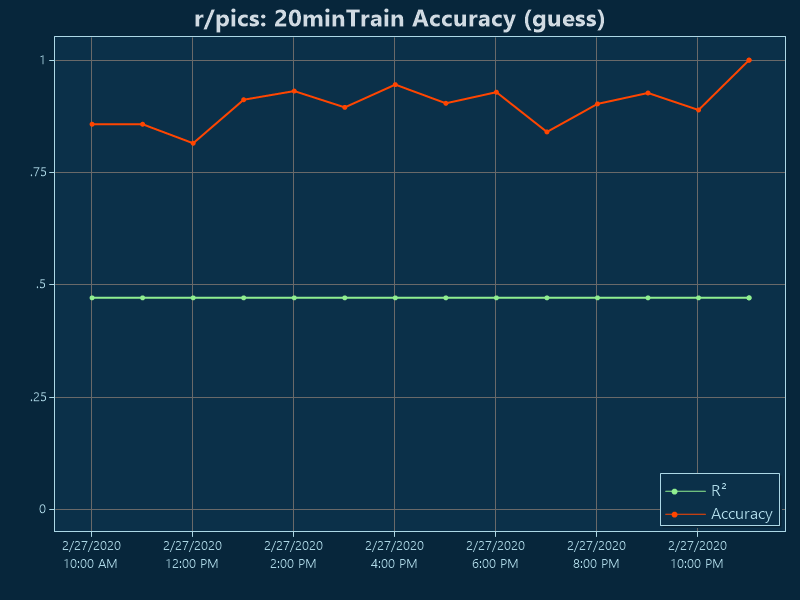 r/pics: 20minTrain Accuracy (guess)
1
.75
.5
.25
0
R²
Accuracy
2/27/2020 2/27/2020 2/27/2020 2/27/2020 2/27/2020 2/27/2020 2/27/2020
10:00 AM 12:00 PM 2:00 PM 4:00 PM 6:00 PM 8:00 PM 10:00 PM